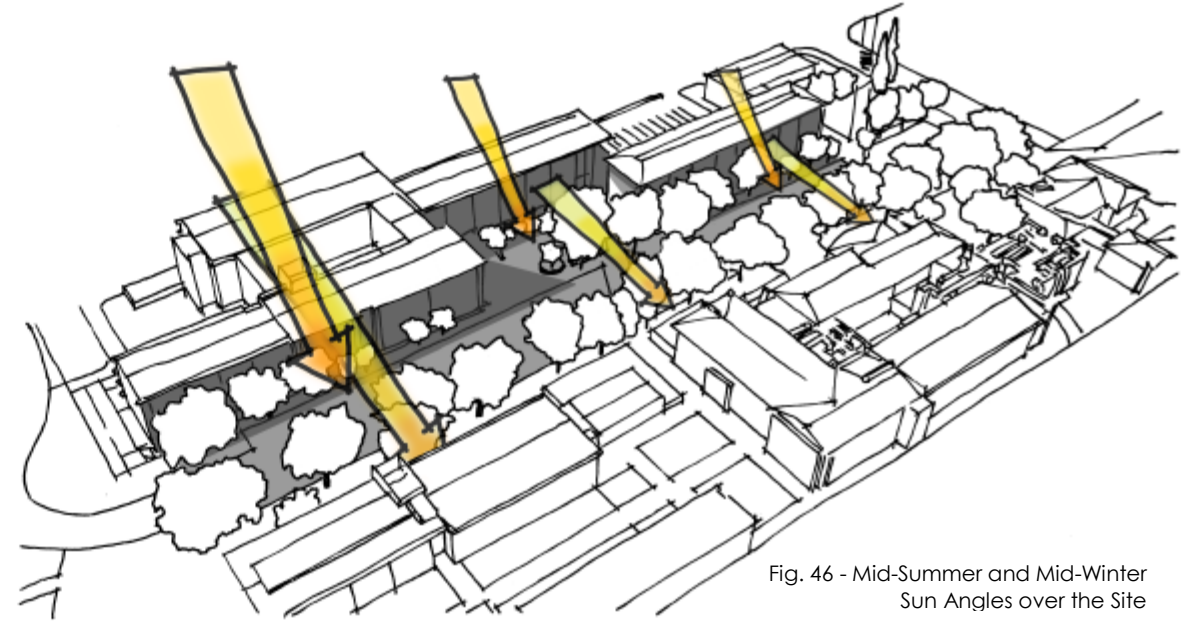 Fig. 46 - Mid-Summer and Mid-Winter
Sun Angles over the Site